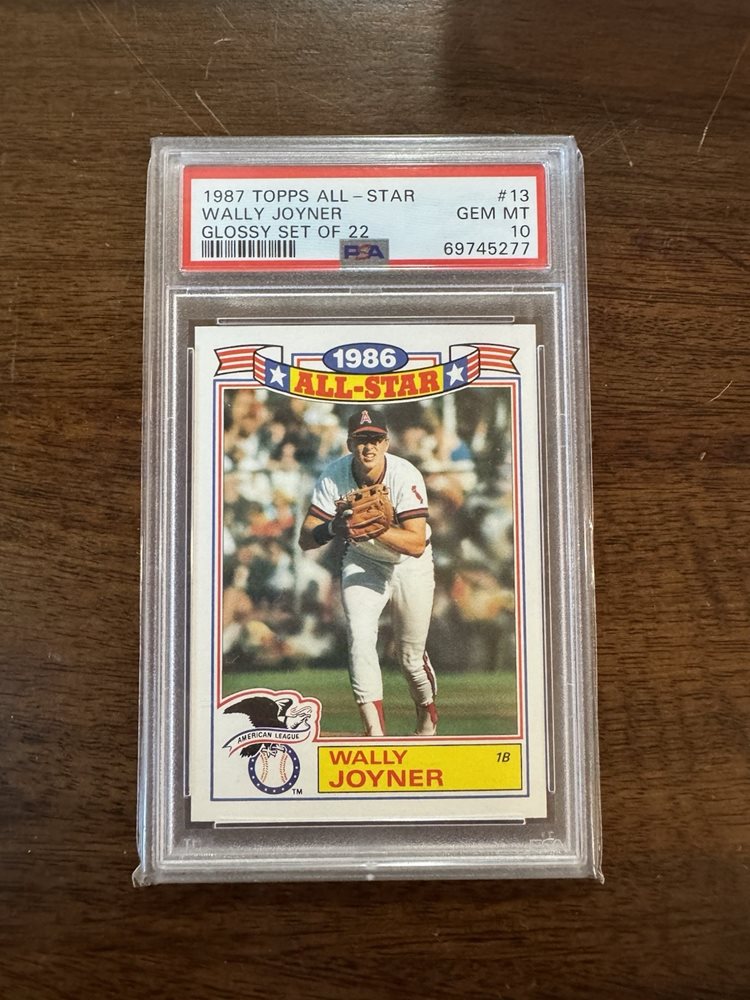 1987 TOPPS ALL-STAR #13
WALLY JOYNER GEM MT
GLOSSY SET OF 22 10
PSA 69745277
1986
ALL-STAR
A
AMERICAN LEAGUE
TM
WALLY 1B
JOYNER